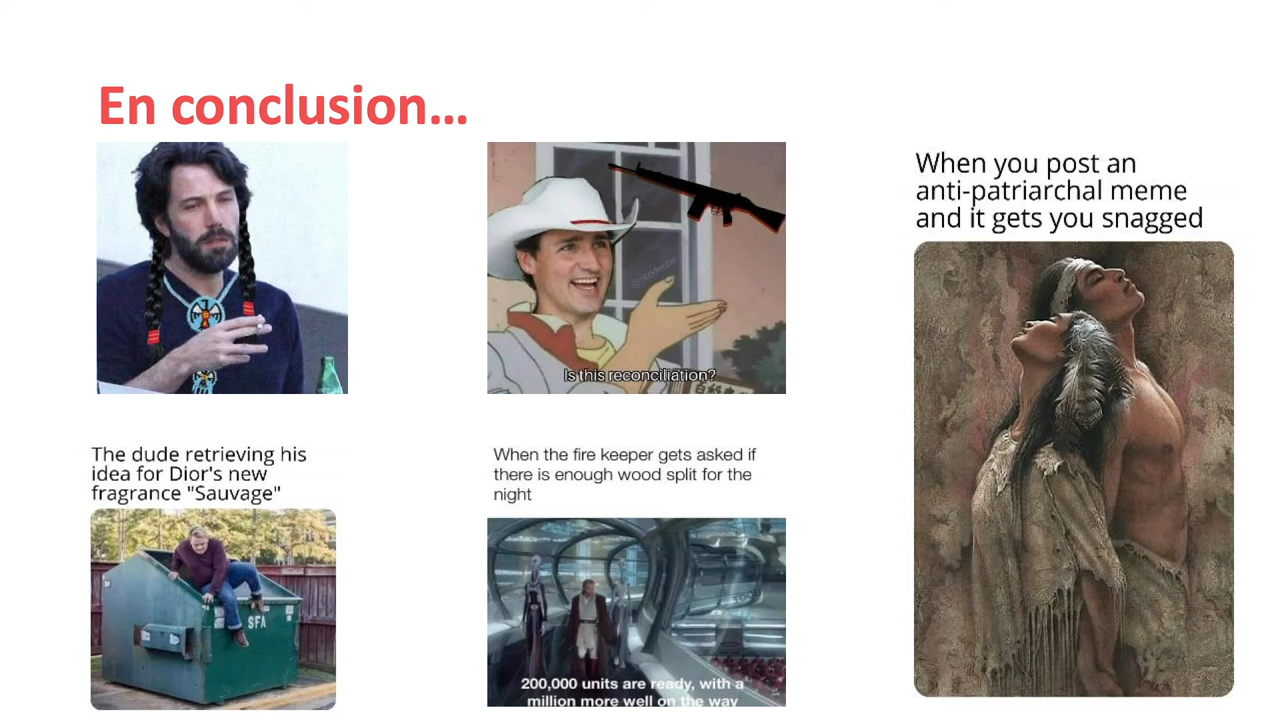 En conclusion...
Is this reconciliation?
When you post an
anti-patriarchal meme
and it gets you snagged
The dude retrieving his
idea for Dior's new
fragrance "Sauvage"
SFA
When the fire keeper gets asked if
there is enough wood split for the
night
200,000 units are ready, with a
million more well on the way